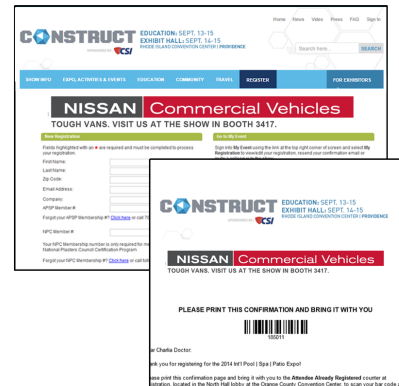 Home News Video Press FAQ Sign In
CONSTRUCT
SPONSORED BY CSI
EDUCATION: SEPT. 13-15
EXHIBIT HALL: SEPT. 14-15
RHODE ISLAND CONVENTION CENTER | PROVIDENCE
Search here... SEARCH
SHOW INFO EXPO, ACTIVITIES & EVENTS EDUCATION COMMUNITY TRAVEL REGISTER FOR EXHIBITORS
NISSAN Commercial Vehicles
TOUGH VANS. VISIT US AT THE SHOW IN BOOTH 3417.
New Registration Go to My Event
Fields highlighted with an * are required and must be completed to process
your registration.
Sign into My Event using the link at the top right corner of screen and select My
Registration to view/edit your registration, resend your confirmation email or
First Name:
Last Name:
Zip Code:
Email Address:
Company:
APSP Member #:
Forgot your APSP Membership #? Click here or call 70
NPC Member #:
Your NPC Membership number is only required for me
National Plasters Council Certification Program.
Forgot your NPC Membership #? Click here or call toll
CONSTRUCT
SPONSORED BY CSI
EDUCATION: SEPT. 13-15
EXHIBIT HALL: SEPT. 14-15
RHODE ISLAND CONVENTION CENTER | PROVIDENCE
NISSAN Commercial Vehicles
TOUGH VANS. VISIT US AT THE SHOW IN BOOTH 3417.
PLEASE PRINT THIS CONFIRMATION AND BRING IT WITH YOU
185011
ar Charlia Doctor:
ank you for registering for the 2014 Int'l Pool | Spa | Patio Expo!
ase print this confirmation page and bring it with you to the Attendee Already Registered counter at
istration, located in the North Hall lobby at the Orange County Convention Center, to scan your bar code a